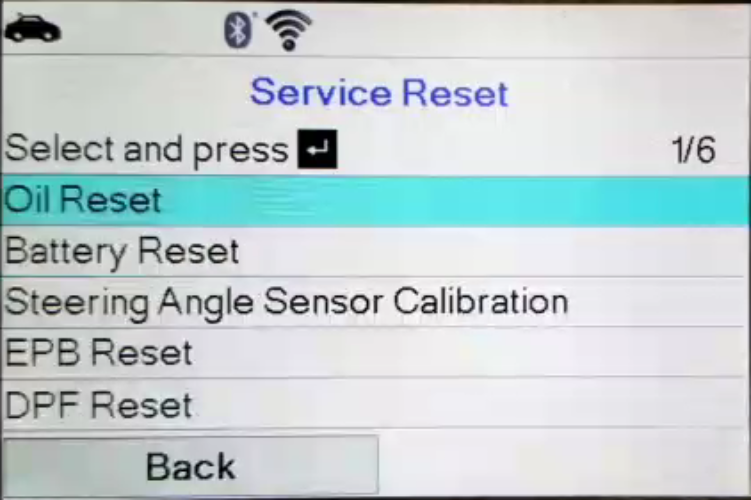 Service Reset
Select and press 1/6
Oil Reset
Battery Reset
Steering Angle Sensor Calibration
EPB Reset
DPF Reset
Back